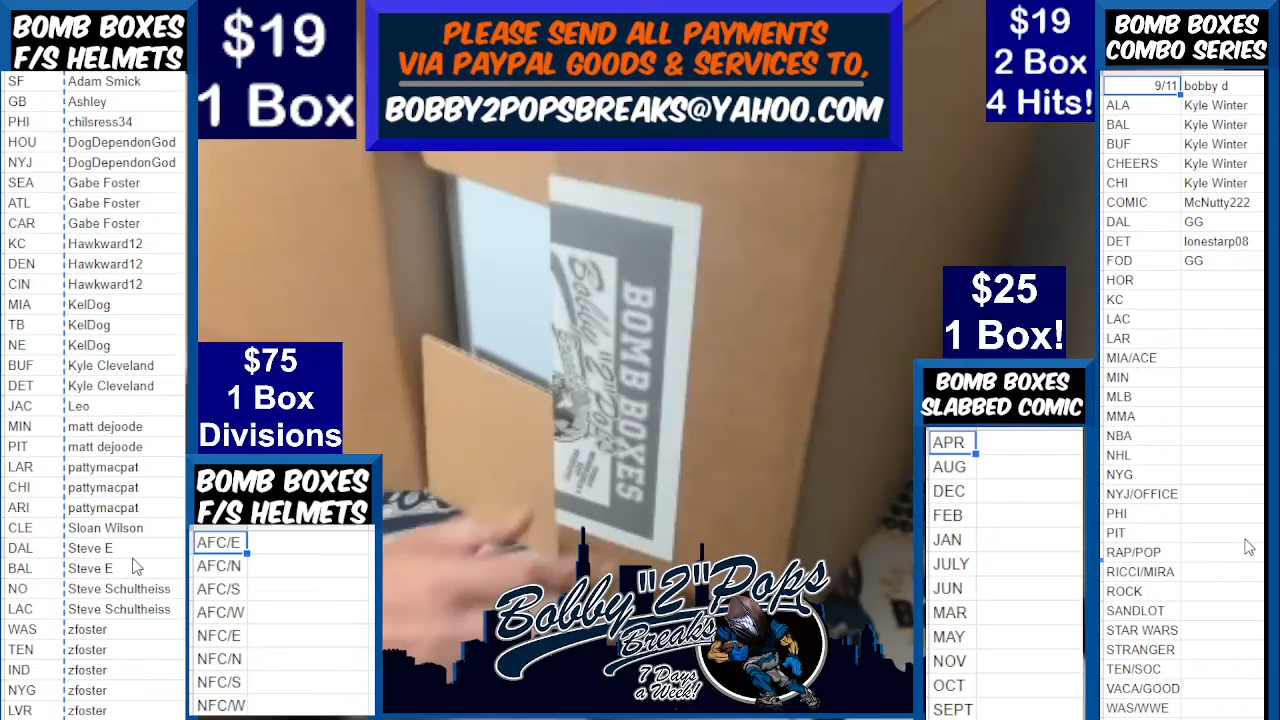 BOMB BOXES
F/S HELMETS
SF Adam Smick
GB Ashley
PHI chilsress34
HOU DogDependonGod
NYJ DogDependonGod
SEA Gabe Foster
ATL Gabe Foster
CAR Gabe Foster
KC Hawkward12
DEN Hawkward12
CIN Hawkward12
MIA KelDog
TB KelDog
NE KelDog
BUF Kyle Cleveland
DET Kyle Cleveland
JAC Leo
MIN matt dejoode
PIT matt dejoode
LAR pattymacpat
CHI pattymacpat
ARI pattymacpat
CLE Sloan Wilson
DAL Steve E
BAL Steve E
NO Steve Schultheiss
LAC Steve Schultheiss
WAS zfoster
TEN zfoster
IND zfoster
NYG zfoster
LVR zfoster
$19
1 Box
PLEASE SEND ALL PAYMENTS
VIA PAYPAL GOODS & SERVICES TO,
BOBBY2POPSBREAKS@YAHOO.COM
$19
2 Box
4 Hits!
$75
1 Box
Divisions
BOMB BOXES
F/S HELMETS
AFC/E
AFC/N
AFC/S
AFC/W
NFC/E
NFC/N
NFC/S
NFC/W
BOMB BOXES
Bobby "2" Pops
Bobby "2" Pops
Breaks
7 Days
a Week!
$25
1 Box!
BOMB BOXES
SLABBED COMIC
APR
AUG
DEC
FEB
JAN
JULY
JUN
MAR
MAY
NOV
OCT
SEPT
BOMB BOXES
COMBO SERIES
9/11 bobby d
ALA Kyle Winter
BAL Kyle Winter
BUF Kyle Winter
CHEERS Kyle Winter
CHI Kyle Winter
COMIC McNutty222
DAL GG
DET lonestarp08
FOD GG
HOR
KC
LAC
LAR
MIA/ACE
MIN
MLB
MMA
NBA
NHL
NYG
NYJ/OFFICE
PHI
PIT
RAP/POP
RICCI/MIRA
ROCK
SANDLOT
STAR WARS
STRANGER
TEN/SOC
VACA/GOOD
WAS/WWE